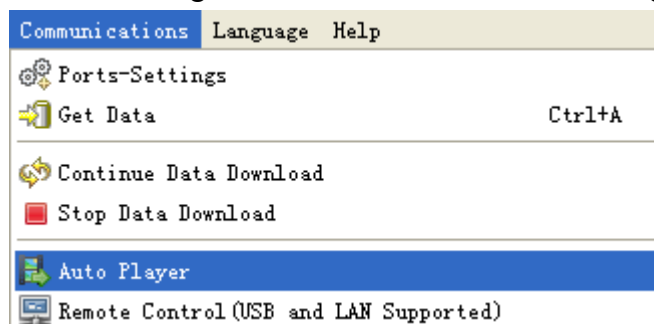 Communications Language Help
Ports-Settings
Get Data Ctrl+A
Continue Data Download
Stop Data Download
Auto Player
Remote Control(USB and LAN Supported)